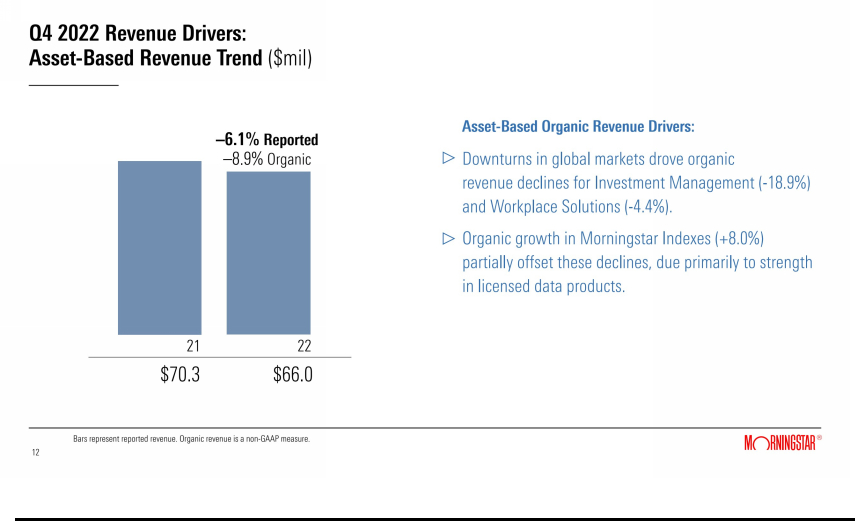 Q4 2022 Revenue Drivers:
Asset-Based Revenue Trend ($mil)
–6.1% Reported
–8.9% Organic
21
22
$70.3
$66.0
Asset-Based Organic Revenue Drivers:
▷ Downturns in global markets drove organic
revenue declines for Investment Management (-18.9%)
and Workplace Solutions (-4.4%).
▷ Organic growth in Morningstar Indexes (+8.0%)
partially offset these declines, due primarily to strength
in licensed data products.
Bars represent reported revenue. Organic revenue is a non-GAAP measure.
12
MORNINGSTAR®